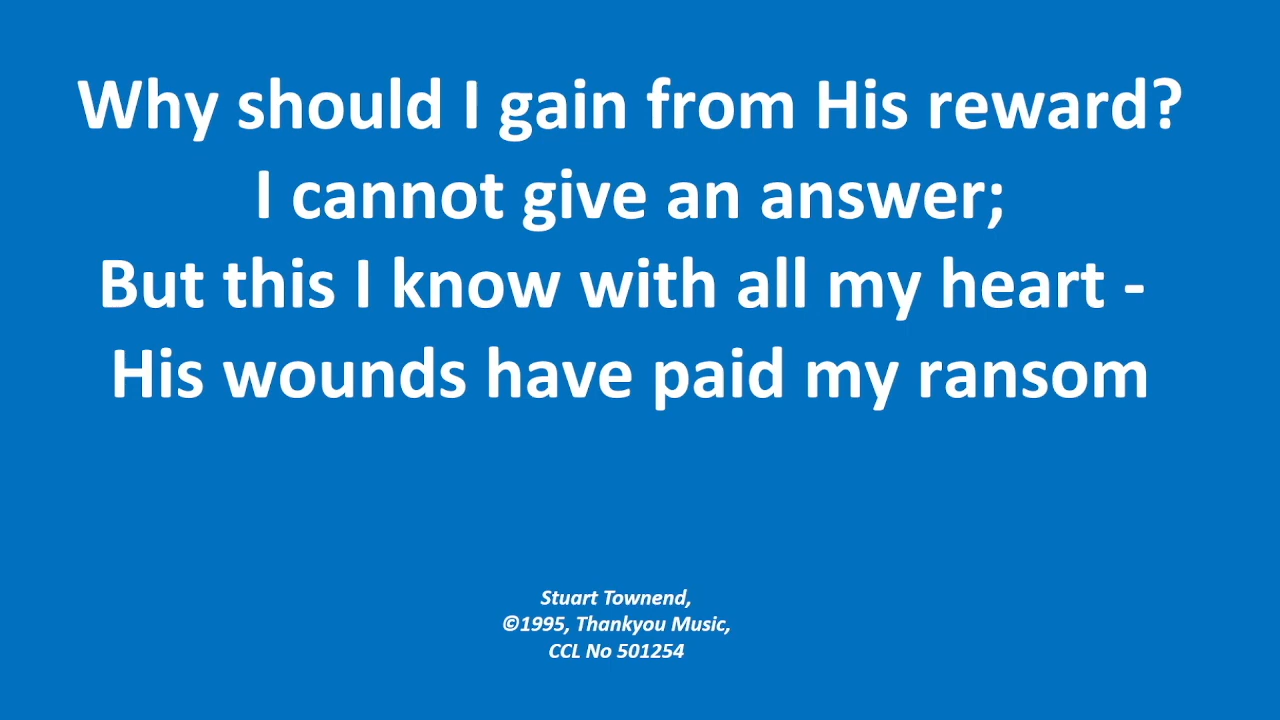 Why should I gain from His reward?
I cannot give an answer;
But this I know with all my heart -
His wounds have paid my ransom
Stuart Townend,
©1995, Thankyou Music,
CCL No 501254